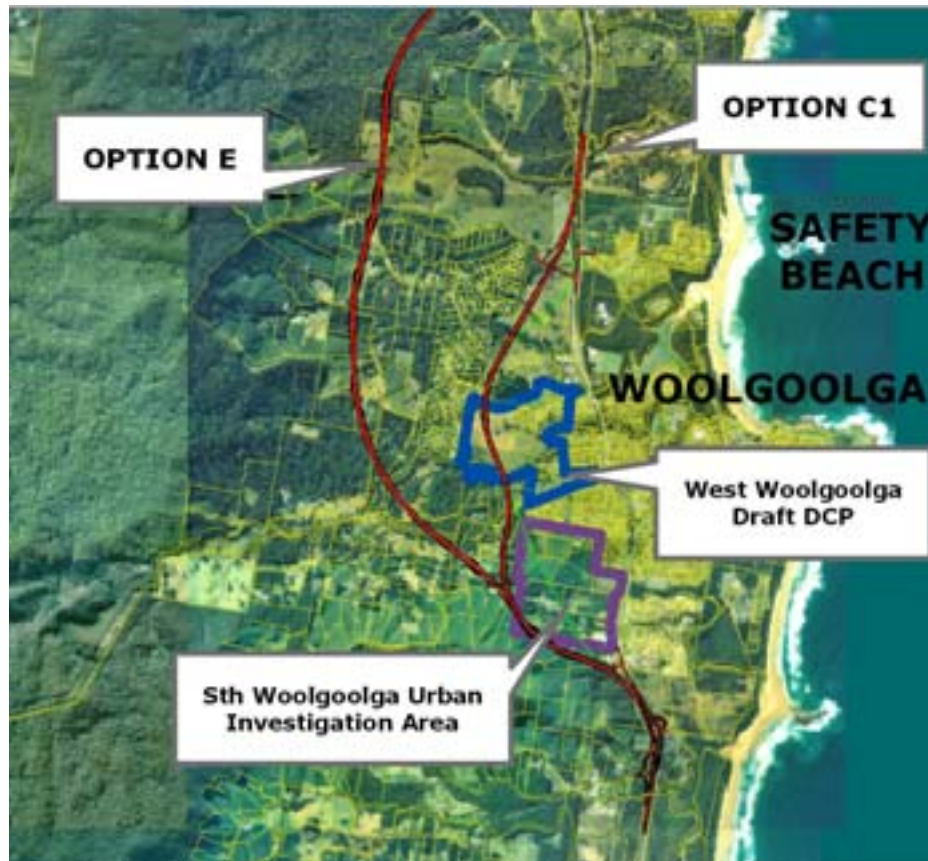 OPTION C1
OPTION E
SAFETY
BEACH
WOOLGOOLGA
West Woolgoolga
Draft DCP
Sth Woolgoolga Urban
Investigation Area